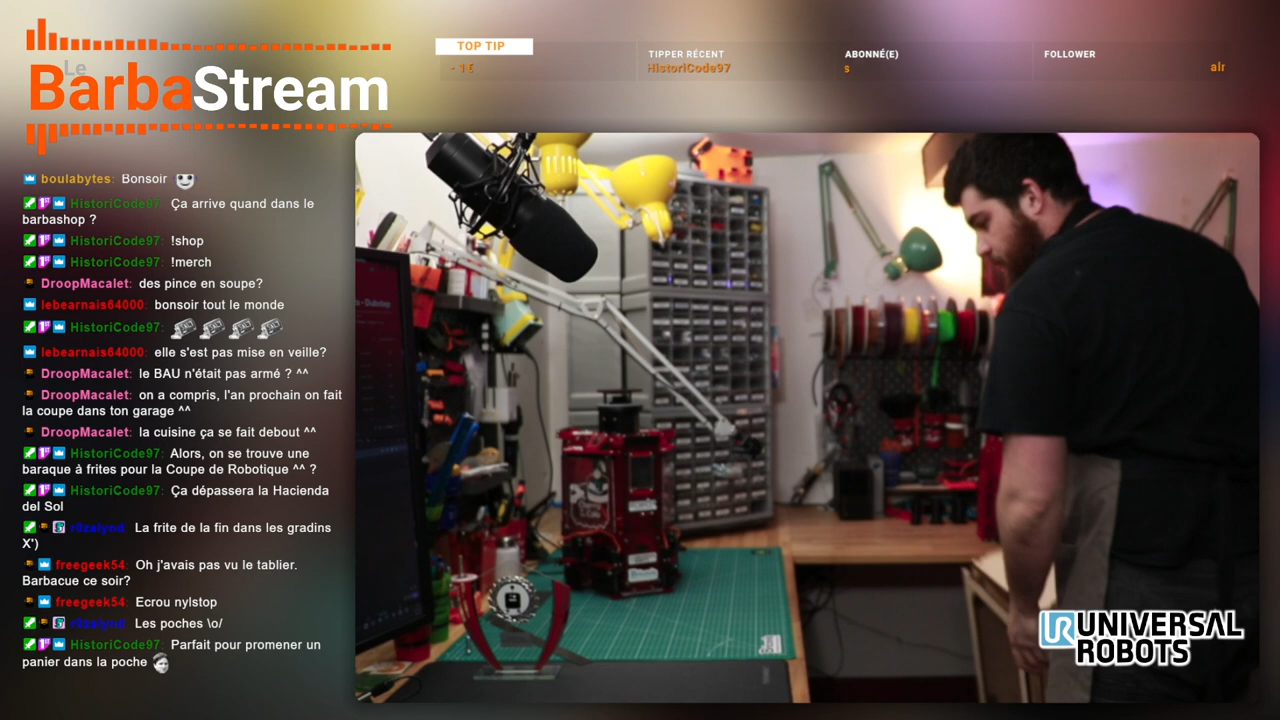 Le
BarbaStream
TOP TIP
- 1 €
TIPPER RÉCENT
HistoriCode97
ABONNÉ(E)
s
FOLLOWER
alr
boulabytes: Bonsoir
HistoriCode97: Ça arrive quand dans le
barbashop ?
HistoriCode97: !shop
HistoriCode97: !merch
DroopMacalet: des pince en soupe?
lebearnais64000: bonsoir tout le monde
HistoriCode97:
lebearnais64000: elle s'est pas mise en veille?
DroopMacalet: le BAU n'était pas armé ? ^^
DroopMacalet: on a compris, l'an prochain on fait
la coupe dans ton garage ^^
DroopMacalet: la cuisine ça se fait debout ^^
HistoriCode97: Alors, on se trouve une
baraque à frites pour la Coupe de Robotique ^^ ?
HistoriCode97: Ça dépassera la Hacienda
del Sol
r0zalynd: La frite de la fin dans les gradins
X')
freegeek54: Oh j'avais pas vu le tablier.
Barbacue ce soir?
freegeek54: Ecrou nylstop
r0zalynd: Les poches \o/
HistoriCode97: Parfait pour promener un
panier dans la poche
UR UNIVERSAL
ROBOTS